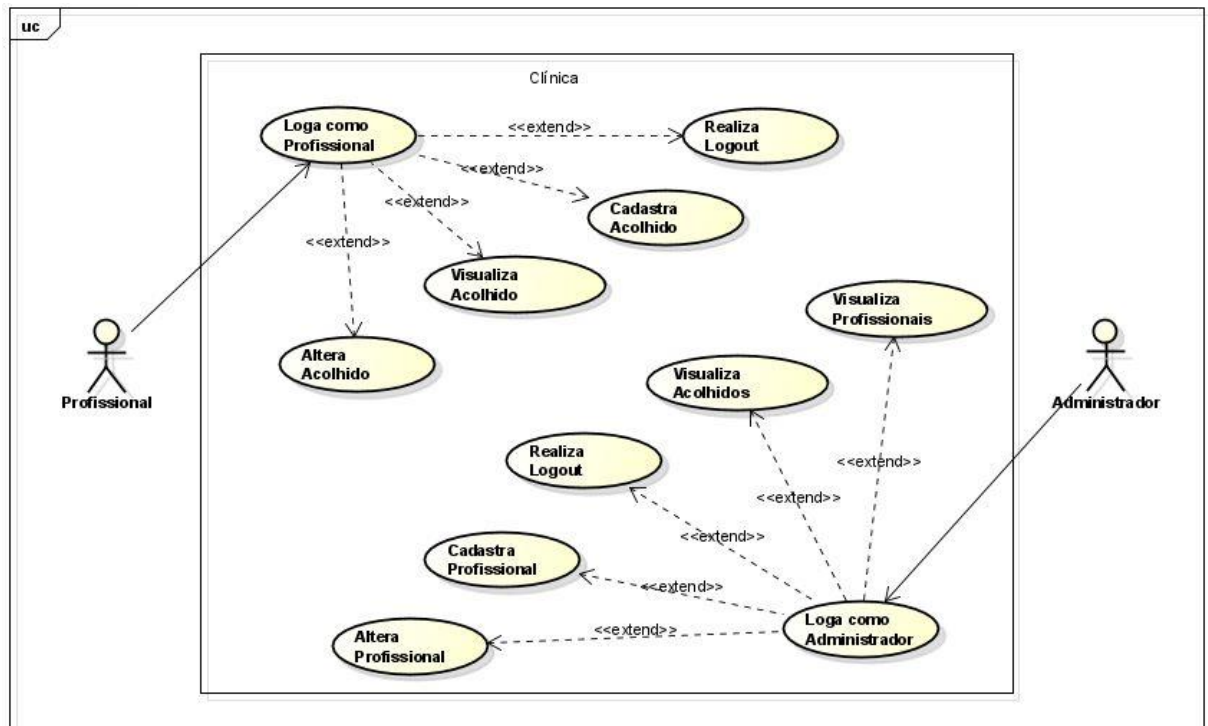 uc
Clínica
Loga como
Profissional
<<extend>>
Realiza
Logout
<<extend>>
Cadastra
Acolhido
<<extend>>
<<extend>>
Visualiza
Acolhido
Visualiza
Profissionais
Altera
Acolhido
Profissional
Visualiza
Acolhidos
Administrador
Realiza
Logout
<<extend>>
<<extend>>
<<extend>>
Cadastra
Profissional
<<extend>>
Loga como
Administrador
<<extend>>
Altera
Profissional